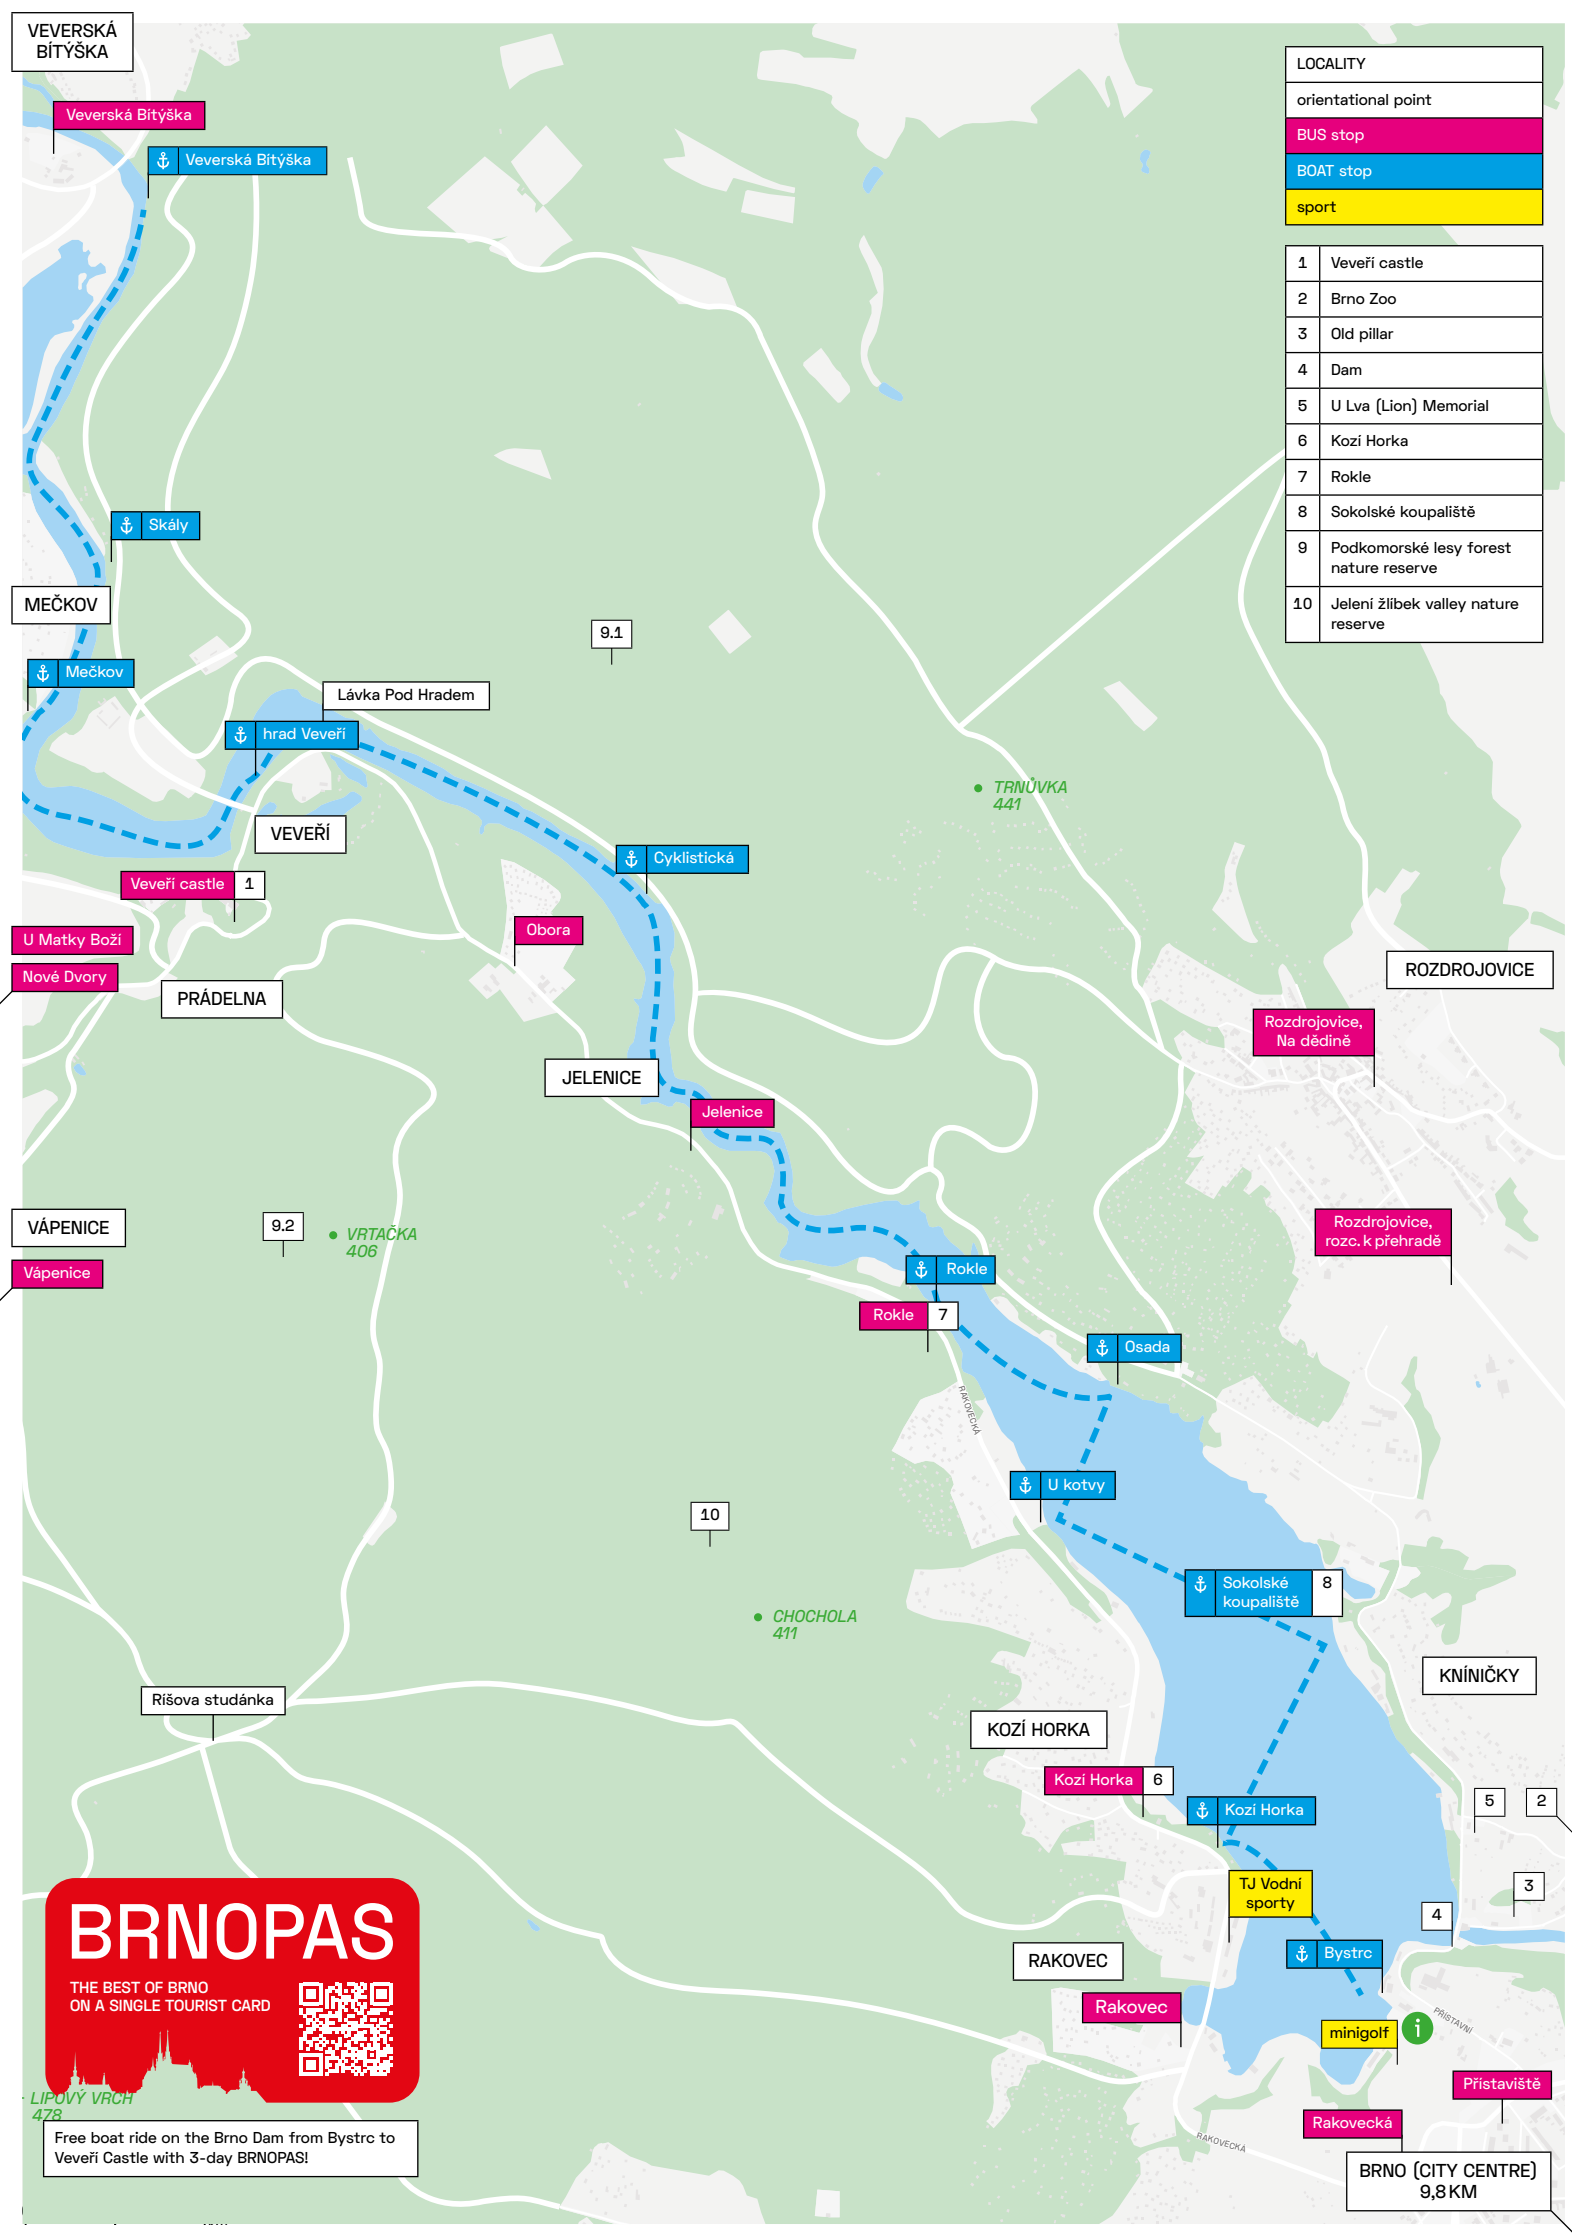 VEVERSKÁ
BÍTÝŠKA
Veverská Bítýška
Veverská Bítýška
LOCALITY
orientational point
BUS stop
BOAT stop
sport
1 Veveří castle
2 Brno Zoo
3 Old pillar
4 Dam
5 U Lva (Lion) Memorial
6 Kozí Horka
7 Rokle
8 Sokolské koupaliště
9 Podkomorské lesy forest
nature reserve
10 Jelení žlíbek valley nature
reserve
Skály
MEČKOV
9.1
Mečkov
Lávka Pod Hradem
hrad Veveří
TRNŮVKA
441
VEVEŘÍ
Cyklistická
Veveří castle 1
Obora
U Matky Boží
Nové Dvory
PRÁDELNA
ROZDROJOVICE
Rozdrojovice,
Na dědině
JELENICE
Jelenice
VÁPENICE
9.2
VRTAČKA
406
Rozdrojovice,
rozc. k přehradě
Vápenice
Rokle
Rokle 7
Osada
RAKOVECKÁ
U kotvy
10
Sokolské
koupaliště
8
CHOCHOLA
411
KNÍNIČKY
Ríšova studánka
KOZÍ HORKA
Kozí Horka 6
Kozí Horka
5
2
TJ Vodní
sporty
3
4
BRNOPAS
THE BEST OF BRNO
ON A SINGLE TOURIST CARD
RAKOVEC
Bystrc
Rakovec
minigolf
i
PŘÍSTAVNÍ
Přístaviště
LIPOVÝ VRCH
478
Rakovecká
RAKOVECKÁ
Free boat ride on the Brno Dam from Bystrc to
Veveří Castle with 3-day BRNOPAS!
BRNO (CITY CENTRE)
9,8 KM